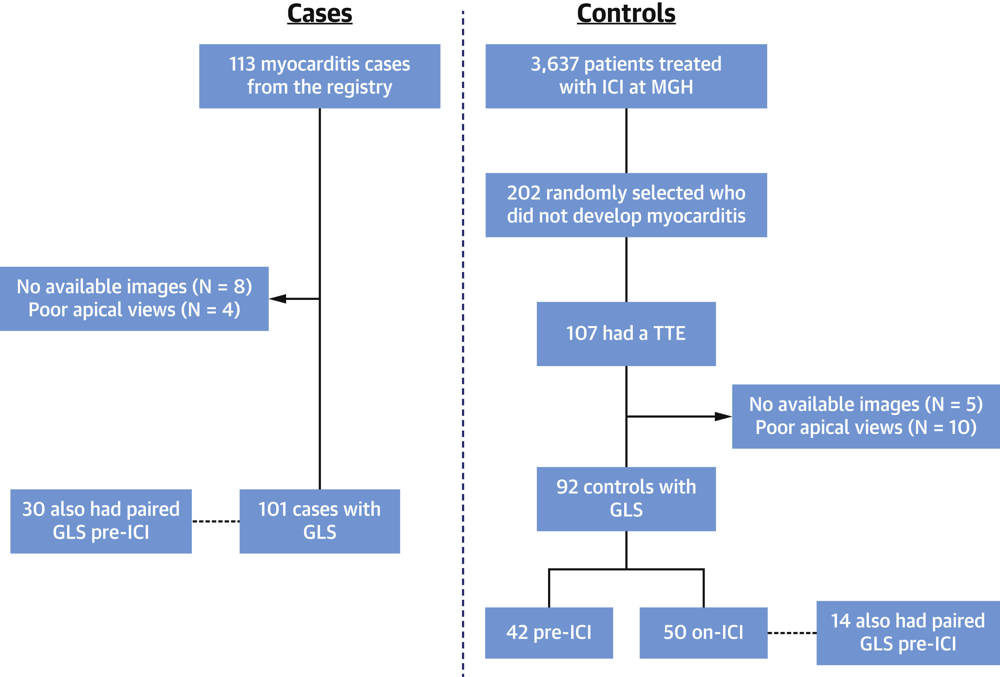 Cases
113 myocarditis cases
from the registry
No available images (N = 8)
Poor apical views (N = 4)
30 also had paired
GLS pre-ICI
101 cases with
GLS
Controls
3,637 patients treated
with ICI at MGH
202 randomly selected who
did not develop myocarditis
107 had a TTE
No available images (N = 5)
Poor apical views (N = 10)
92 controls with
GLS
42 pre-ICI
50 on-ICI
14 also had paired
GLS pre-ICI